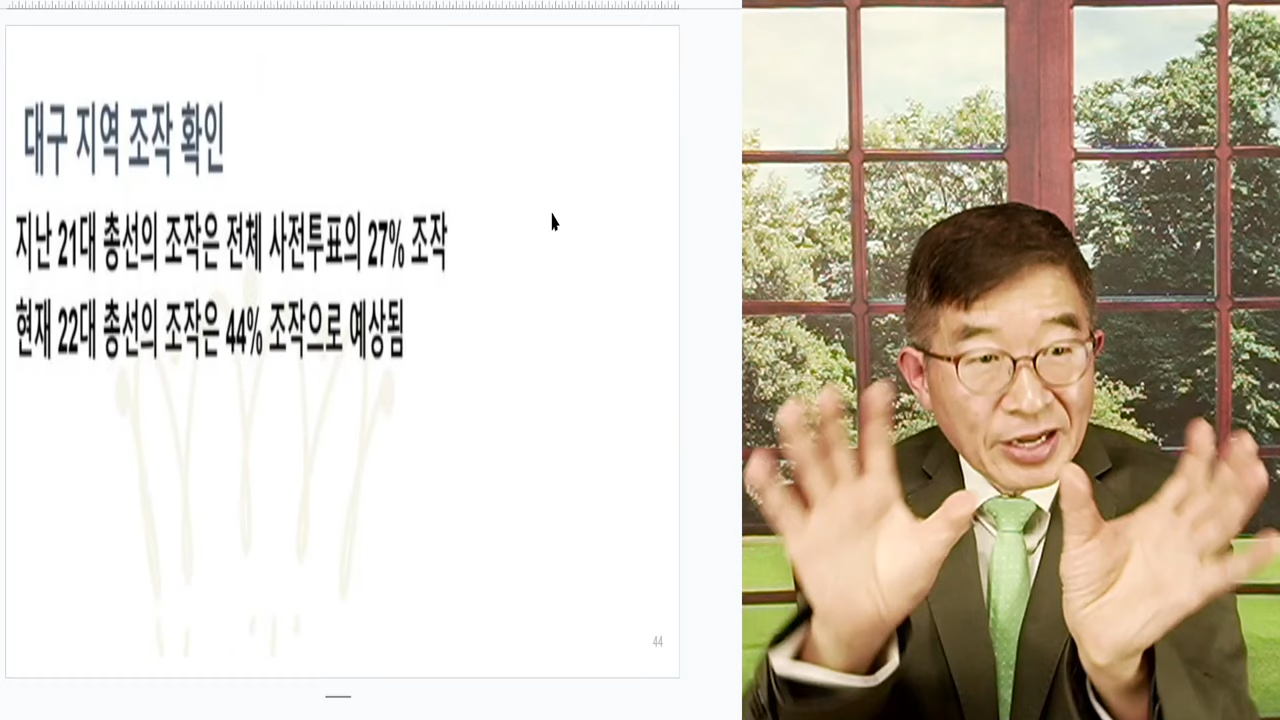 대구 지역 조작 확인
지난 21대 총선의 조작은 전체 사전투표의 27% 조작
현재 22대 총선의 조작은 44% 조작으로 예상됨
44